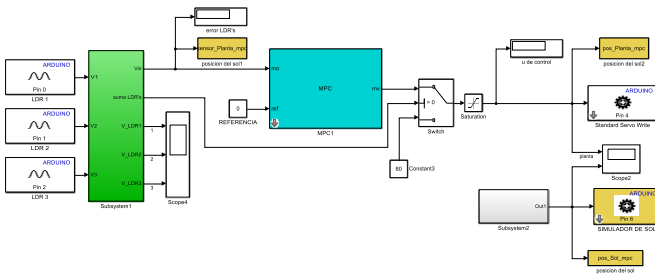 error LDR's
sensor_Planta_mpc
posicion del sol1
ARDUINO
Pin 0
LDR 1
ARDUINO
Pin 1
LDR 2
ARDUINO
Pin 2
LDR 3
V1
V2
V3
Vin
suma LDR's
V_LDR1
V_LDR2
V_LDR3
Subsystem1
1
2
3
Scope4
0
REFERENCIA
mo
ref
MPC
mv
MPC1
> 0
Switch
80
Constant3
Saturation
u de control
pos_Planta_mpc
posicion del sol2
ARDUINO
Pin 4
Standard Servo Write
planta
Scope2
Out1
Subsystem2
ARDUINO
SIMULADOR DE SOL
pos_Sol_mpc
posicion del sol